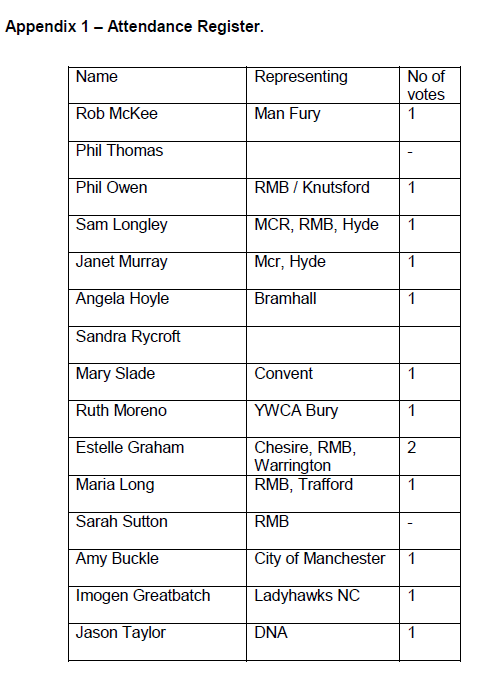 Appendix 1 – Attendance Register.
Name Representing No of
votes
Rob McKee Man Fury 1
Phil Thomas -
Phil Owen RMB / Knutsford 1
Sam Longley MCR, RMB, Hyde 1
Janet Murray Mcr, Hyde 1
Angela Hoyle Bramhall 1
Sandra Rycroft
Mary Slade Convent 1
Ruth Moreno YWCA Bury 1
Estelle Graham Chesire, RMB, 2
Warrington
Maria Long RMB, Trafford 1
Sarah Sutton RMB -
Amy Buckle City of Manchester 1
Imogen Greatbatch Ladyhawks NC 1
Jason Taylor DNA 1